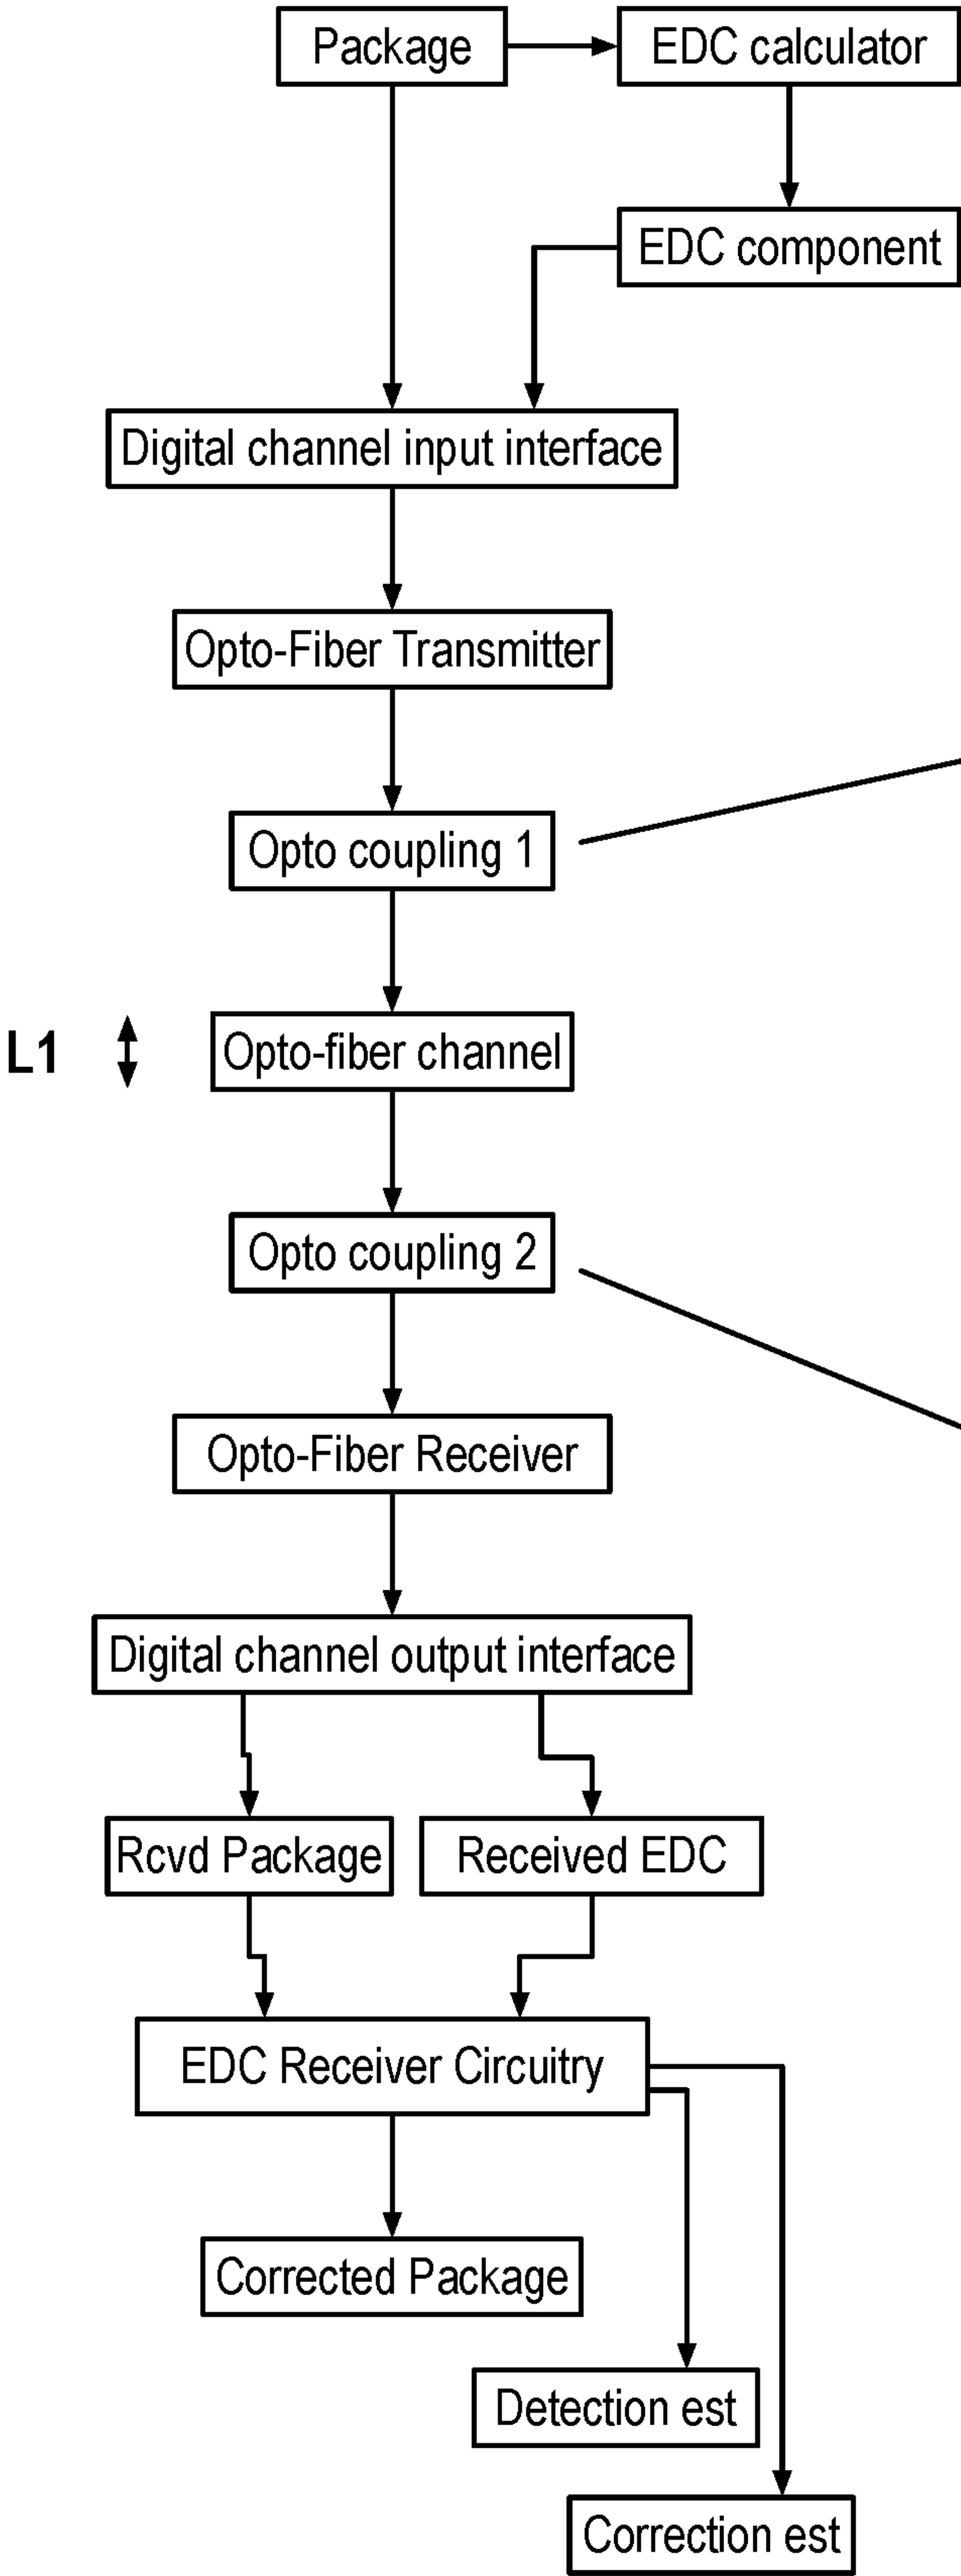 Package
EDC calculator
EDC component
Digital channel input interface
Opto-Fiber Transmitter
Opto coupling 1
L1
Opto-fiber channel
Opto coupling 2
Opto-Fiber Receiver
Digital channel output interface
Rcvd Package
Received EDC
EDC Receiver Circuitry
Corrected Package
Detection est
Correction est